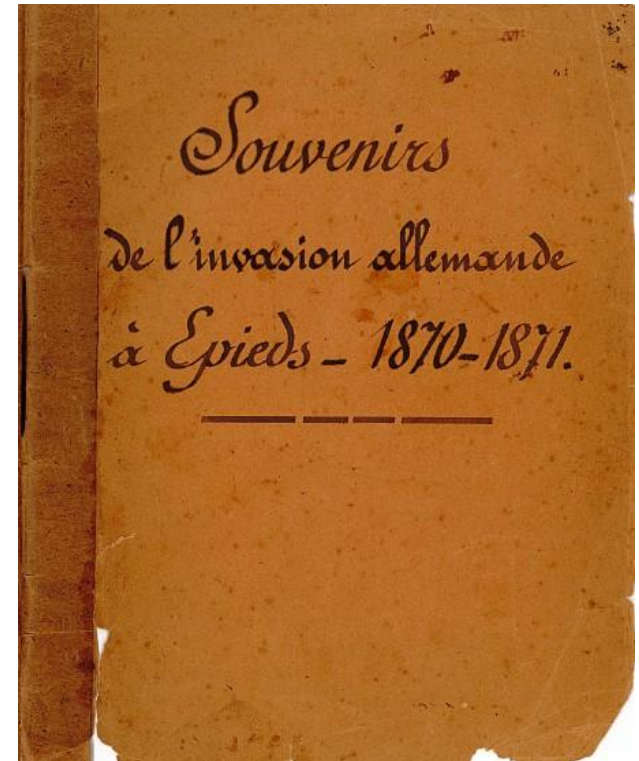 Souvenirs
de l'invasion allemande
à Epieds - 1870-1871.